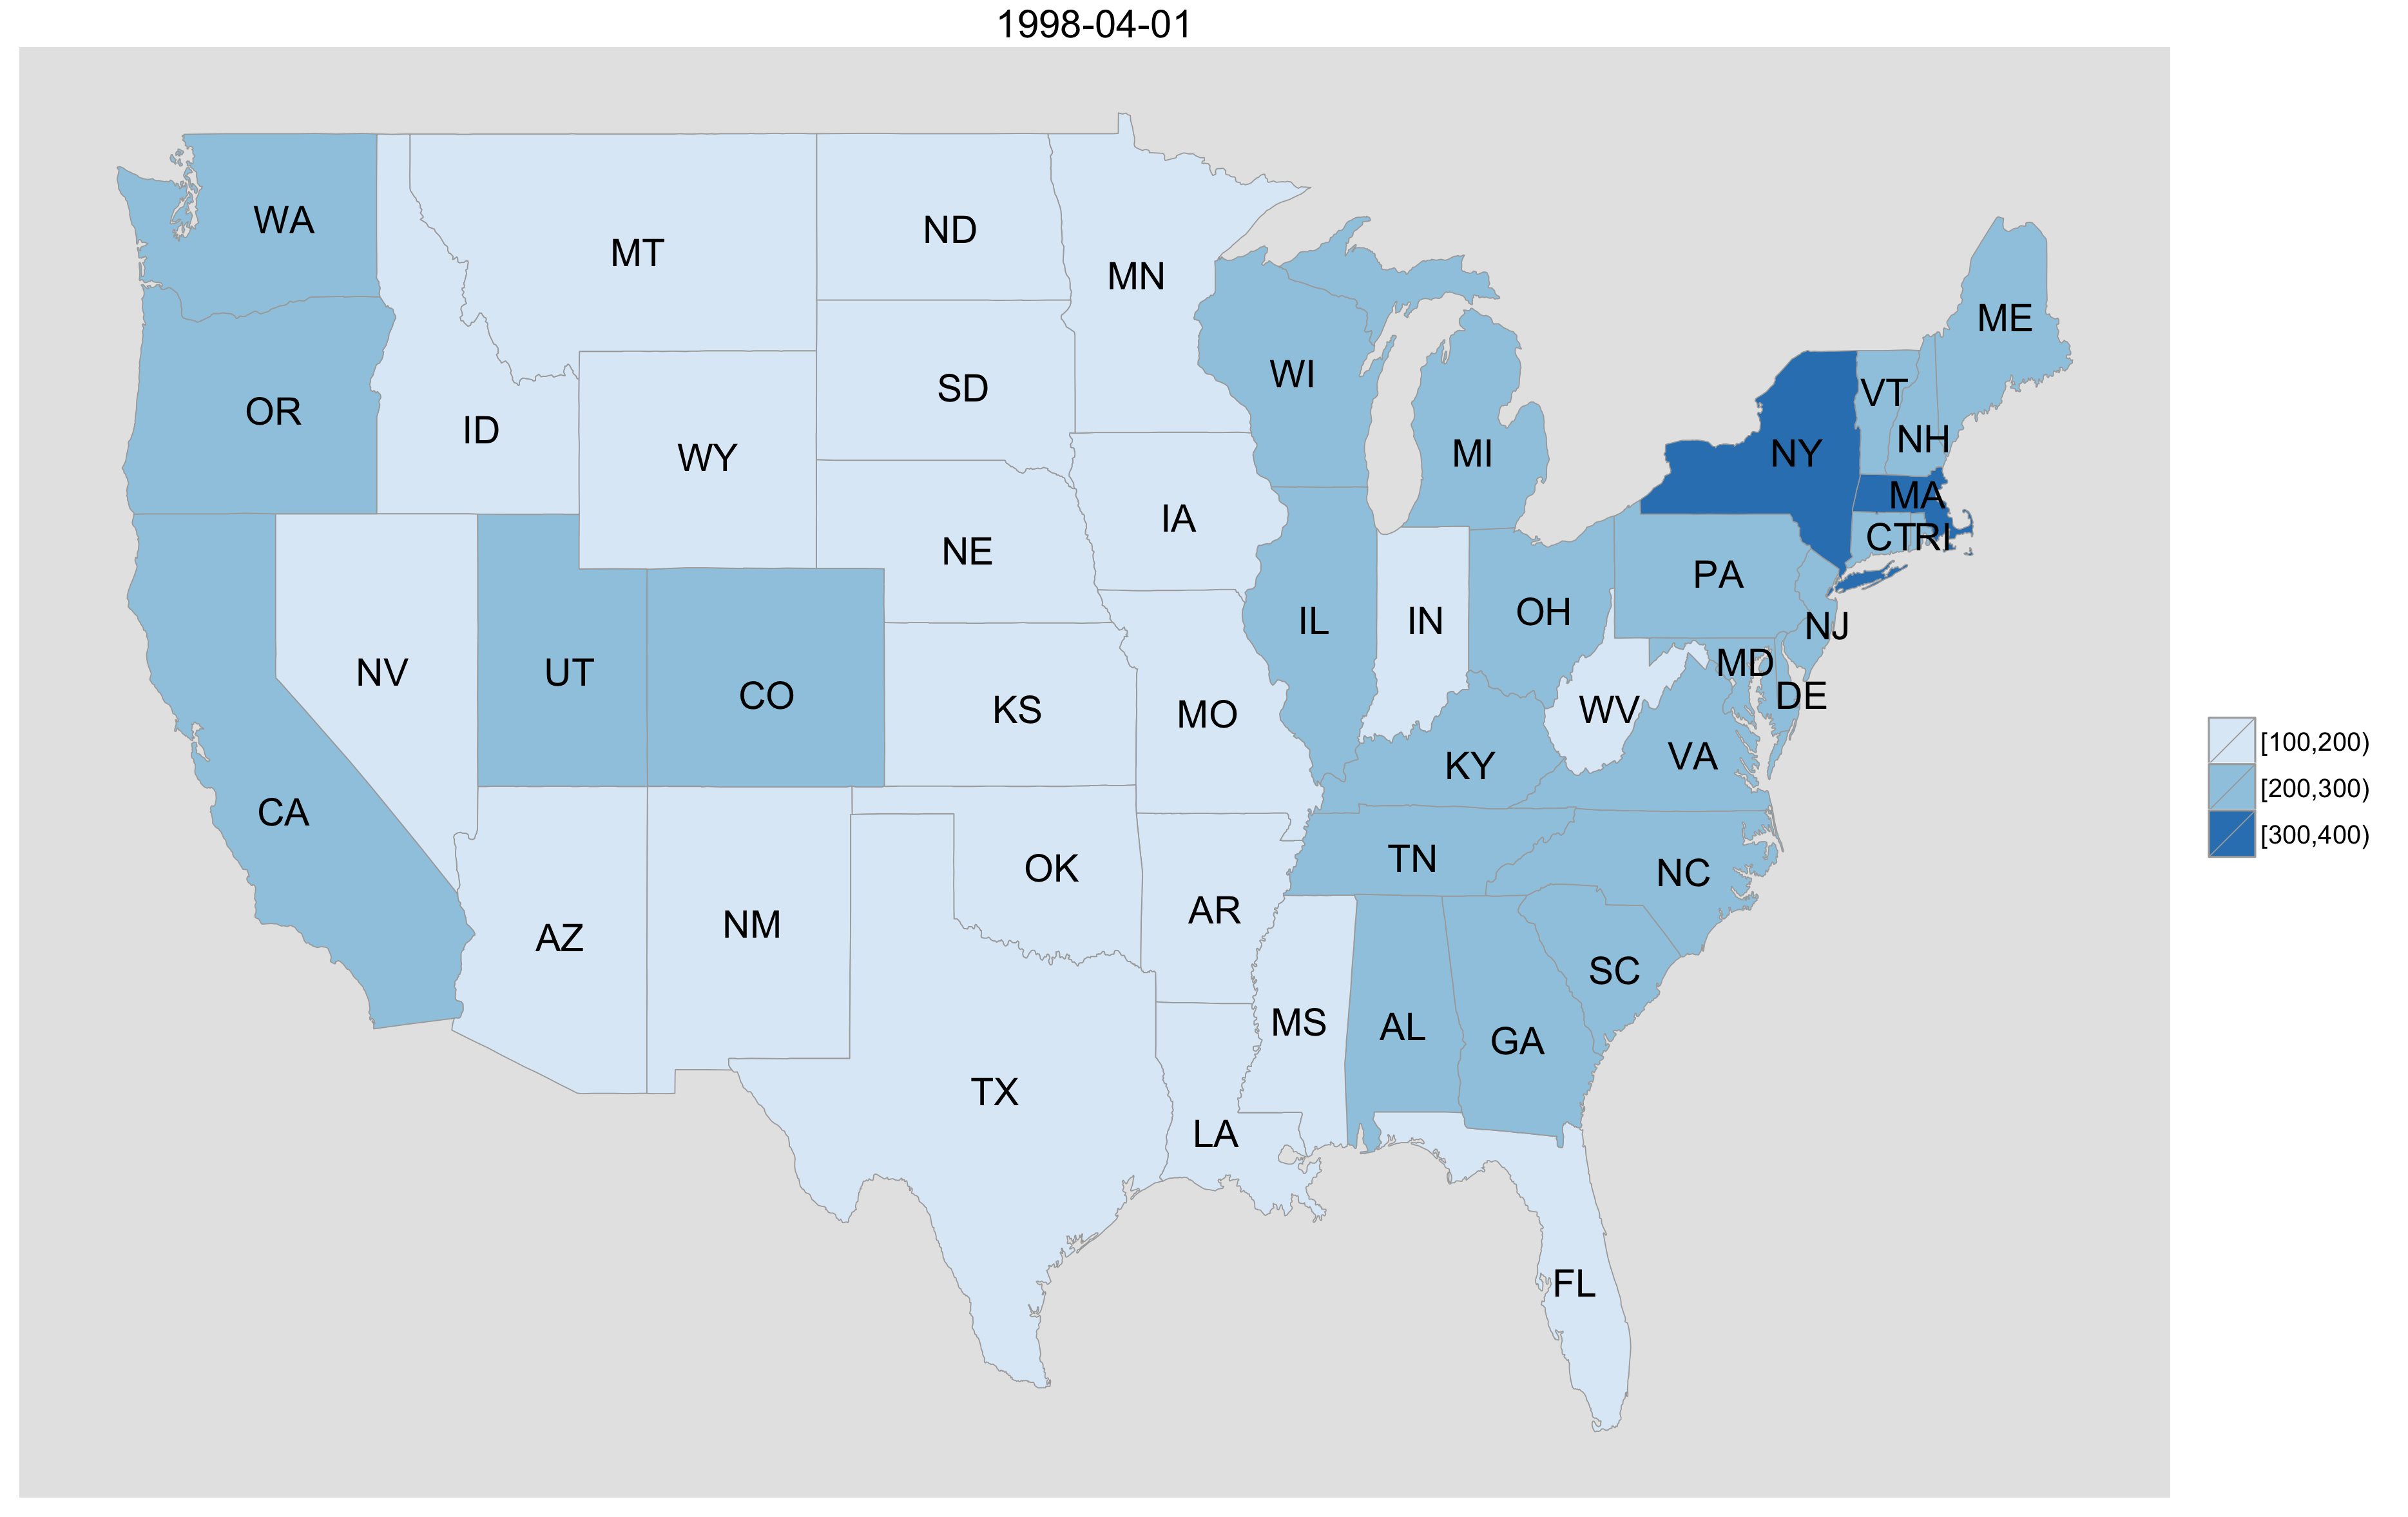 1998-04-01
WA
MT
ND
MN
ME
OR
ID
WY
SD
WI
MI
VT
NH
NY
MA
CT
RI
NV
UT
CO
NE
IA
KS
MO
IL
IN
OH
PA
NJ
MD
DE
WV
VA
KY
CA
AZ
NM
OK
AR
TN
NC
SC
TX
LA
MS
AL
GA
FL
[100,200)
[200,300)
[300,400)